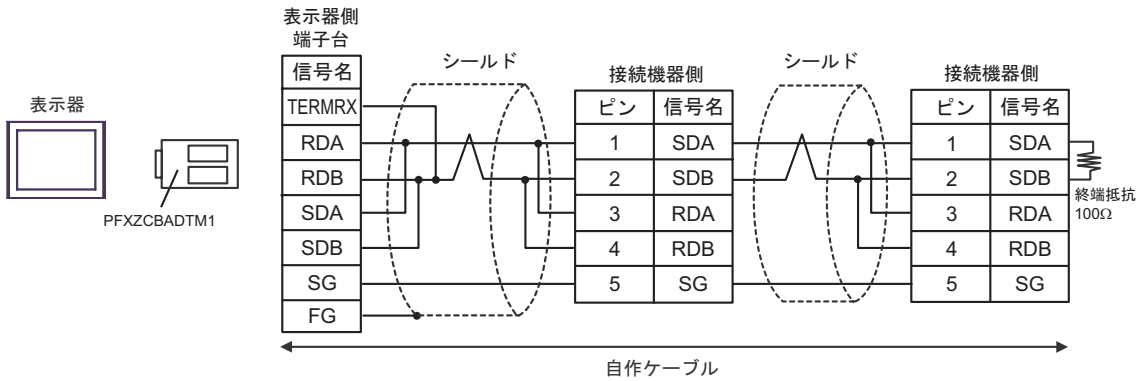 表示器
PFXZCBADTM1
表示器側
端子台
信号名
TERMRX
RDA
RDB
SDA
SDB
SG
FG
シールド
接続機器側
ピン 信号名
1 SDA
2 SDB
3 RDA
4 RDB
5 SG
シールド
接続機器側
ピン 信号名
1 SDA
2 SDB
3 RDA
4 RDB
5 SG
終端抵抗
100Ω
自作ケーブル